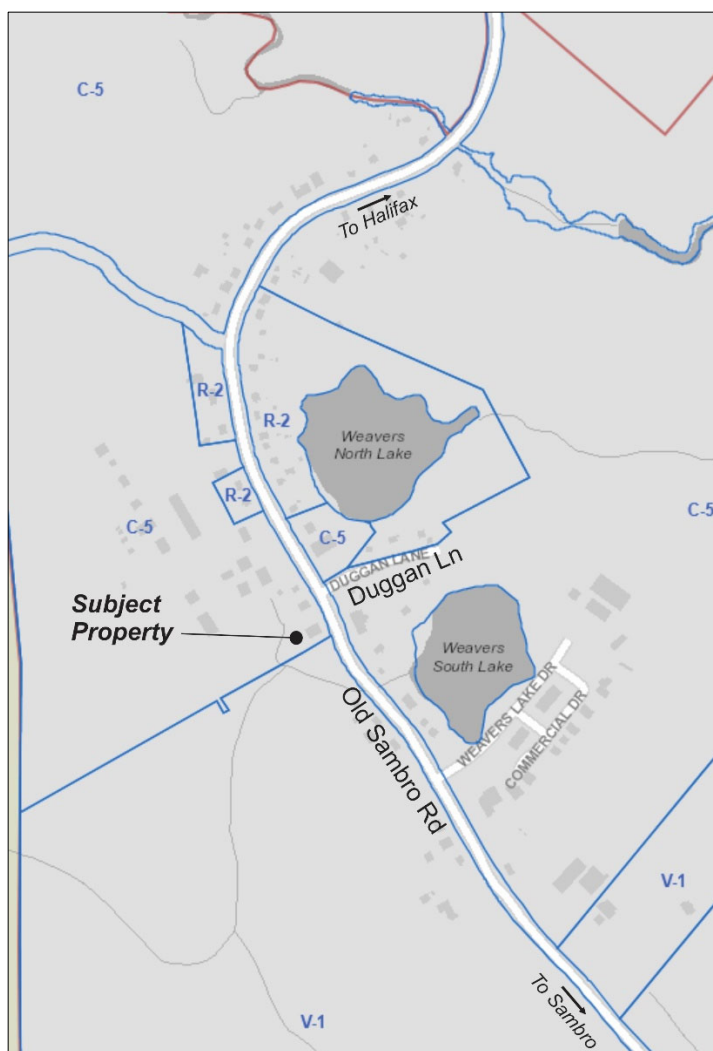 C-5
To Halifax
R-2
R-2
Weavers
North Lake
R-2
C-5
C-5
C-5
DUGGAN LANE
Duggan Ln
Subject
Property
Weavers
South Lake
WEAVERS LAKE DR
COMMERCIAL DR
Old Sambro Rd
V-1
To Sambro
V-1